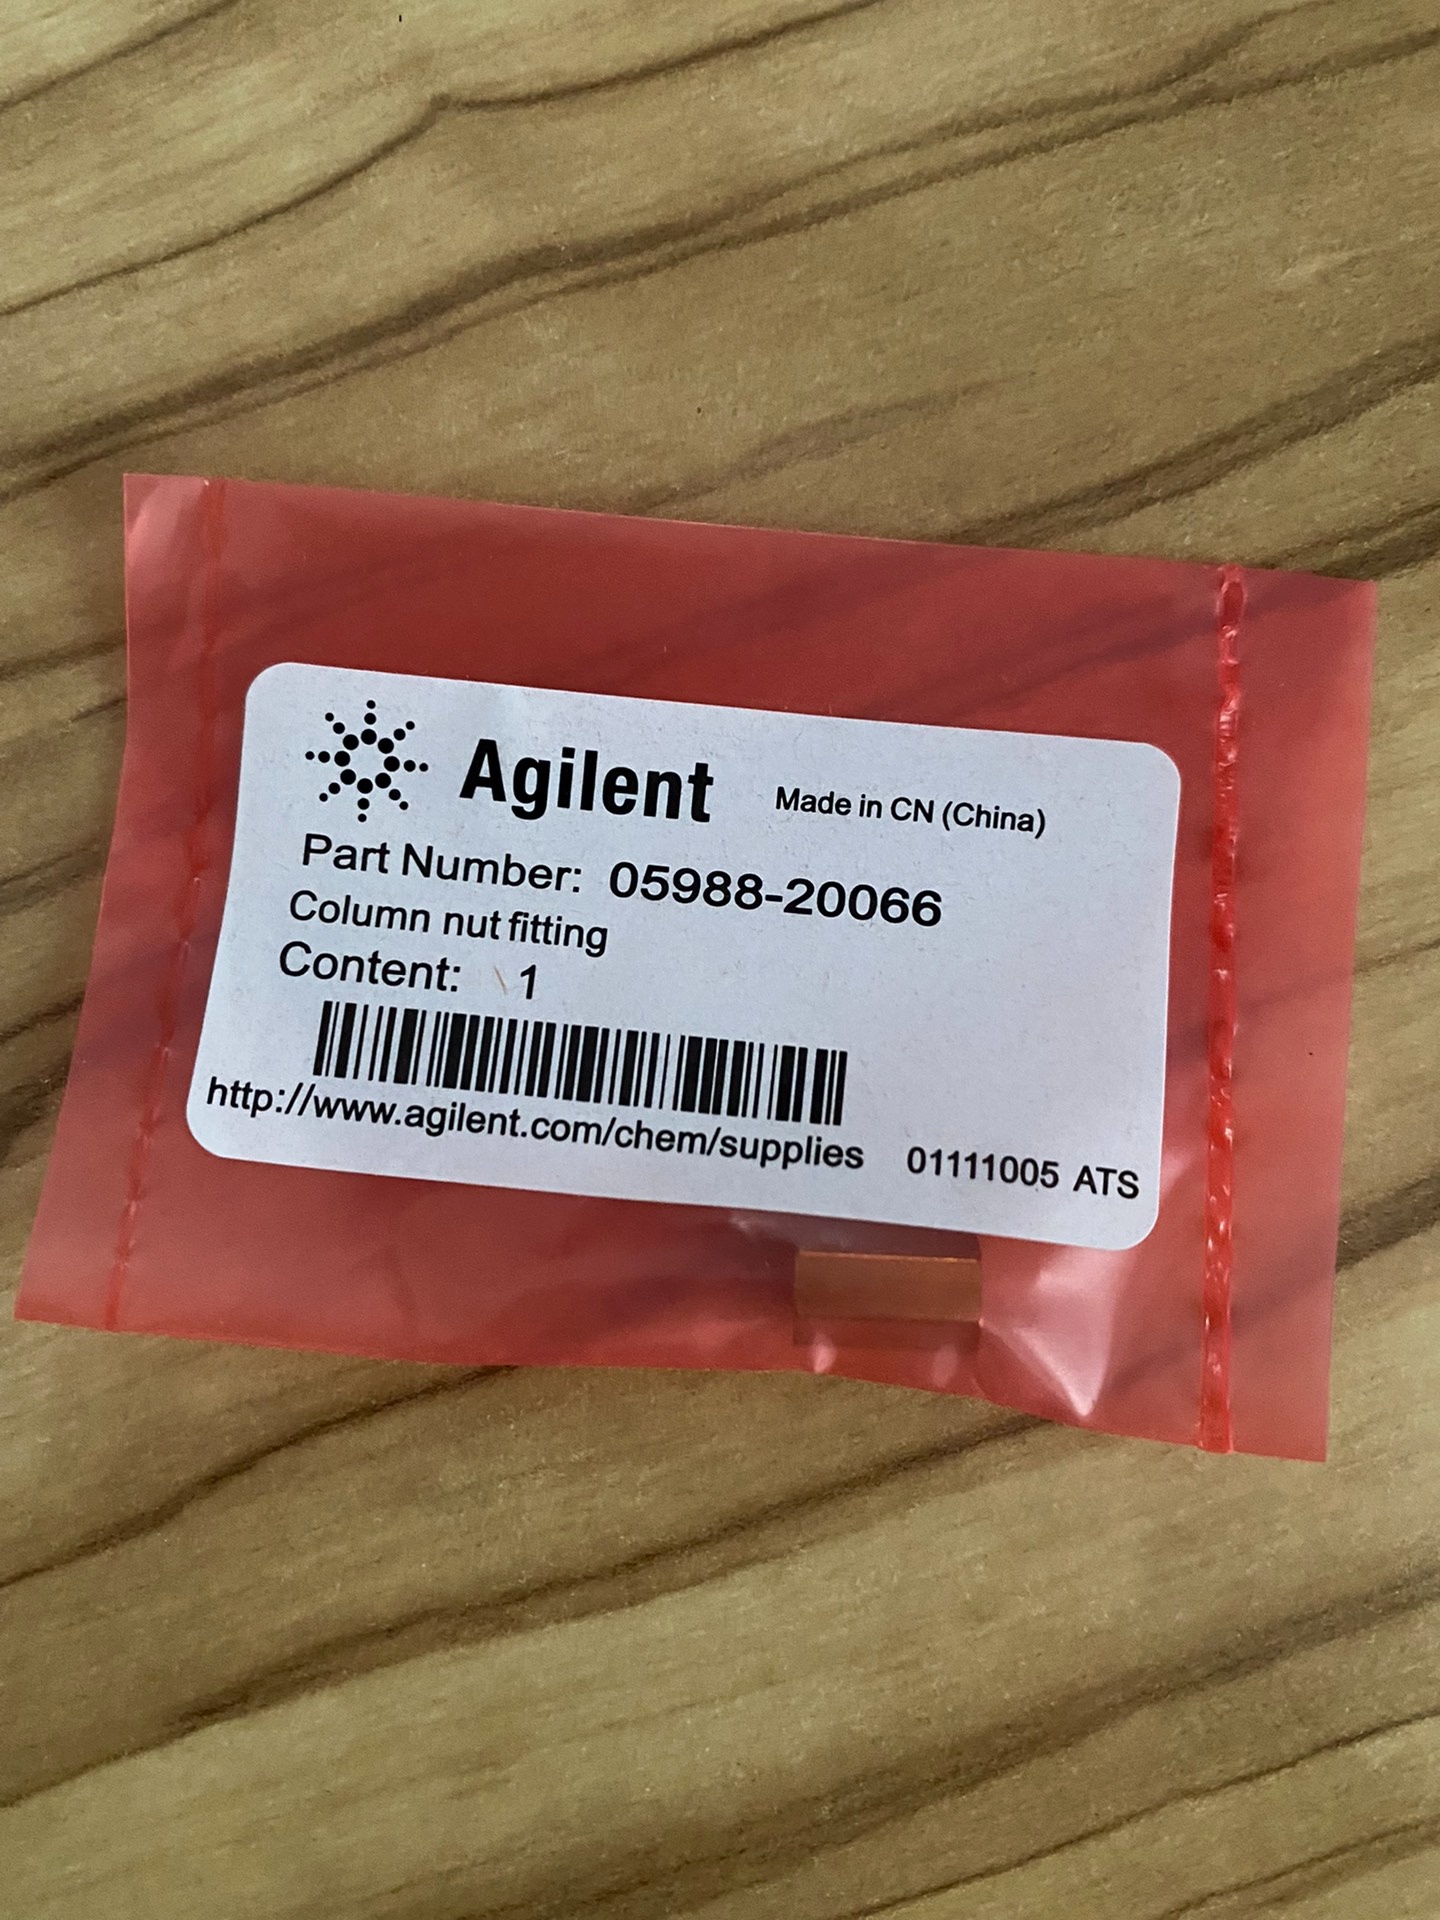 Agilent Made in CN (China)
Part Number: 05988-20066
Column nut fitting
Content: 1
http://www.agilent.com/chem/supplies 01111005 ATS